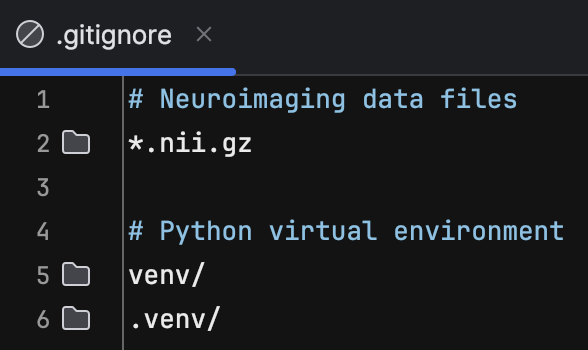 .gitignore
1 # Neuroimaging data files
2 *.nii.gz
3
4 # Python virtual environment
5 venv/
6 .venv/